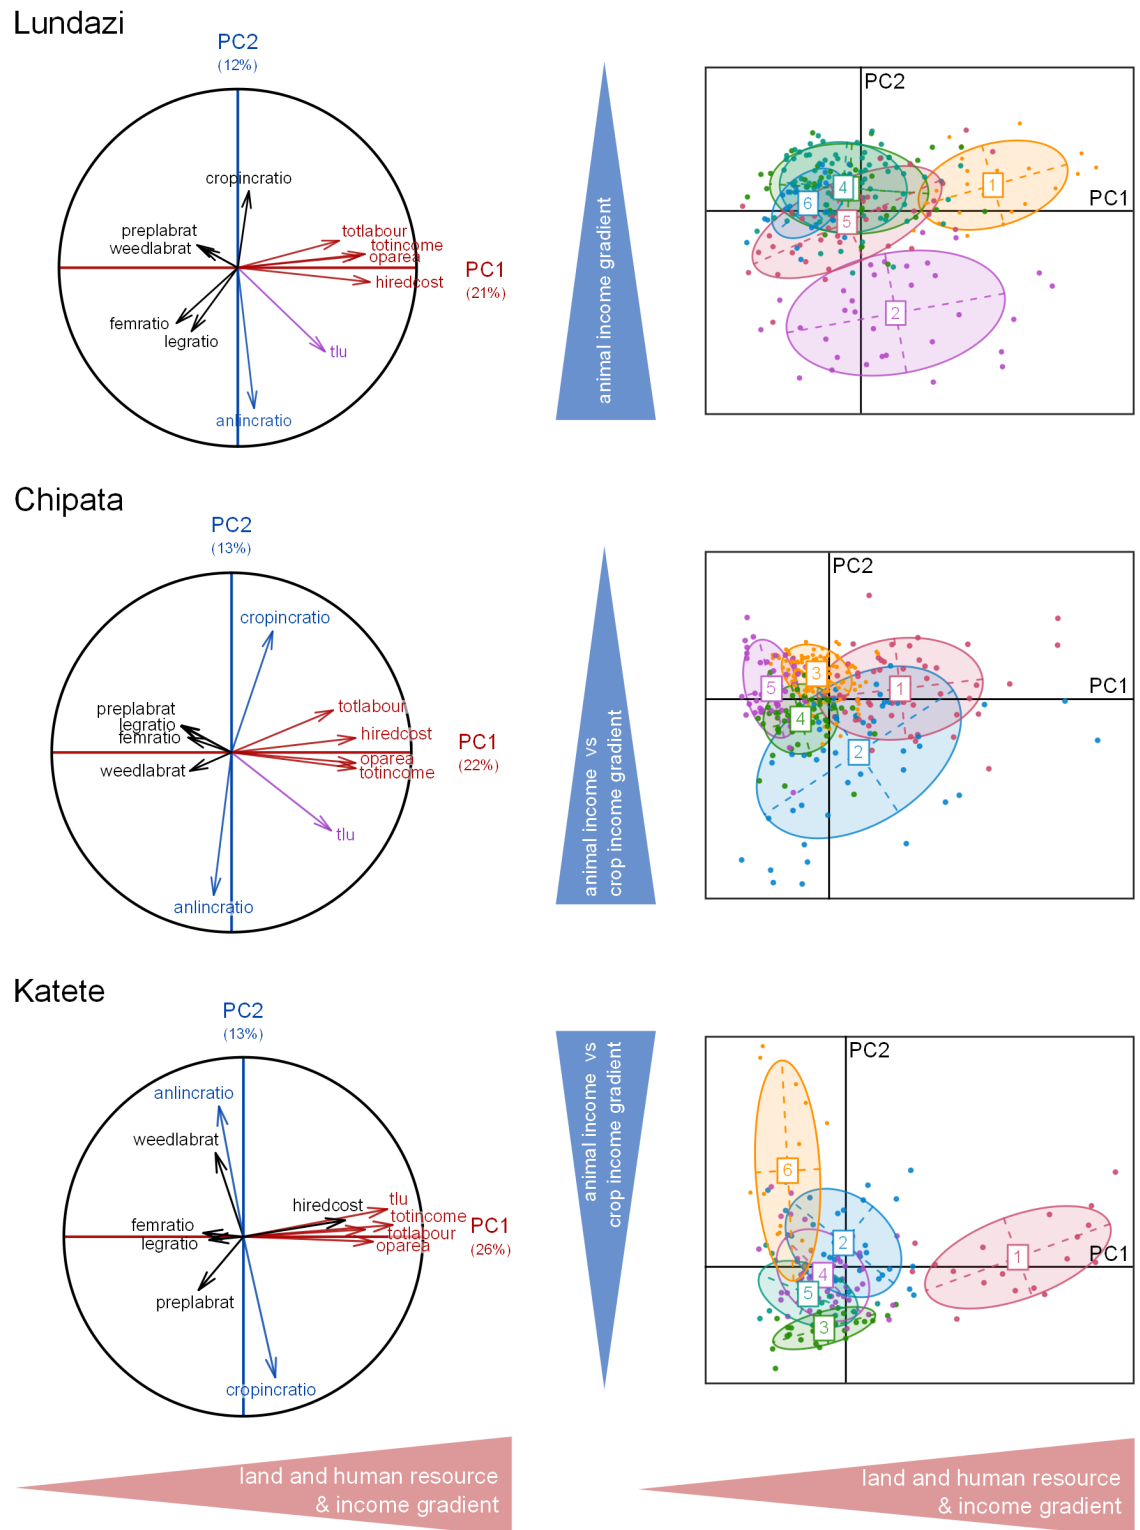 Lundazi
PC2
(12%)
cropincratio
preplabrat
weedlabrat
totlabour
totincome
oparea
hiredcost
PC1
(21%)
femratio
legratio
tlu
anlincratio
animal income gradient
PC2
PC1
1
4
6
5
2
Chipata
PC2
(13%)
cropincratio
preplabrat
legratio
femratio
weedlabrat
totlabour
hiredcost
oparea
totincome
PC1
(22%)
tlu
anlincratio
animal income vs
crop income gradient
PC2
PC1
3
5
1
4
2
Katete
PC2
(13%)
anlincratio
weedlabrat
hiredcost
tlu
totincome
totlabour
oparea
PC1
(26%)
femratio
legratio
preplabrat
cropincratio
animal income vs
crop income gradient
PC2
PC1
6
2
1
4
5
3
land and human resource
& income gradient
land and human resource
& income gradient